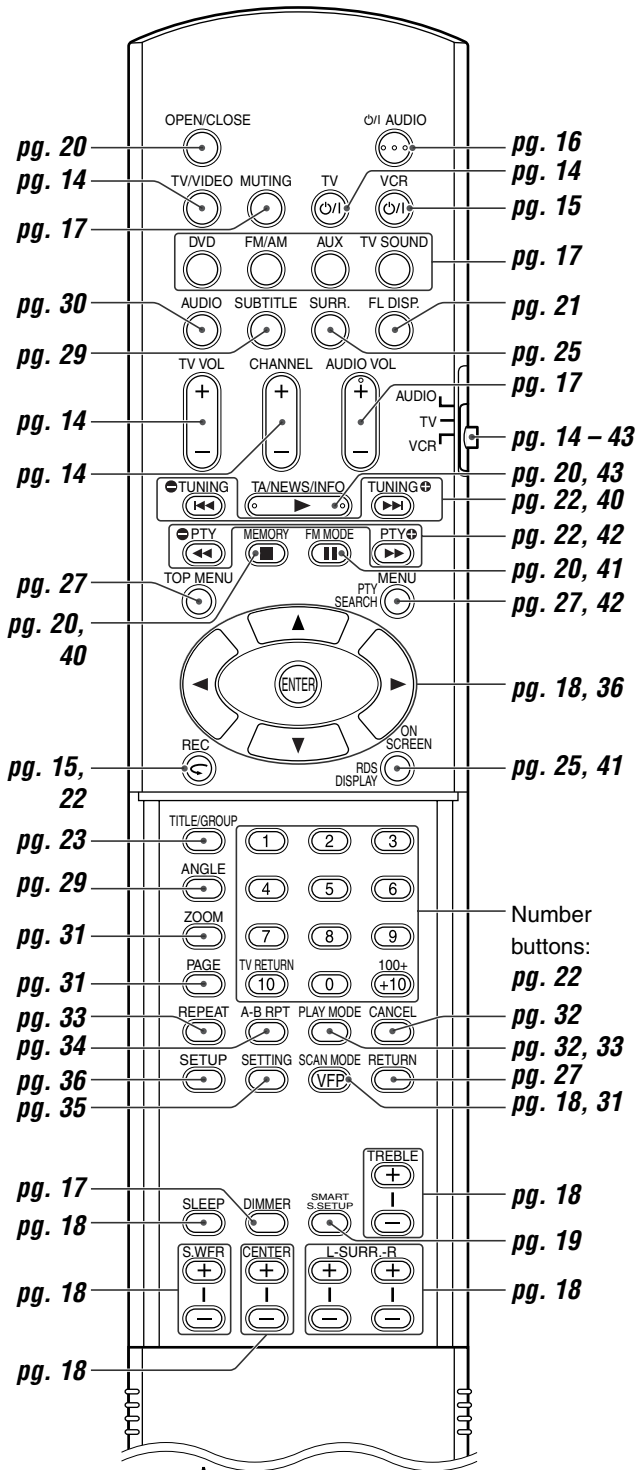 OPEN/CLOSE
⏻/I AUDIO
pg. 20
pg. 16
pg. 14
TV/VIDEO MUTING TV VCR
pg. 14
⏻/I ⏻/I
pg. 15
pg. 17
DVD FM/AM AUX TV SOUND
pg. 17
pg. 30
AUDIO SUBTITLE SURR. FL DISP.
pg. 21
pg. 29
pg. 25
TV VOL CHANNEL AUDIO VOL
pg. 17
+ + +
AUDIO
pg. 14
TV
– – –
VCR
pg. 14 – 43
pg. 14
pg. 20, 43
TUNING TA/NEWS/INFO TUNING
pg. 22, 40
PTY MEMORY FM MODE PTY
pg. 22, 42
pg. 20, 41
pg. 27
TOP MENU
MENU
PTY
SEARCH
pg. 27, 42
pg. 20,
40
ENTER
pg. 18, 36
REC
ON
SCREEN
pg. 15,
22
RDS
DISPLAY
pg. 25, 41
TITLE/GROUP
pg. 23
1 2 3
ANGLE
pg. 29
4 5 6
ZOOM
pg. 31
7 8 9
Number
buttons:
pg. 22
PAGE
pg. 31
TV RETURN 100+
10 0 +10
pg. 33
REPEAT A-B RPT PLAY MODE CANCEL
pg. 32
pg. 34
pg. 32, 33
pg. 36
SETUP SETTING SCAN MODE RETURN
pg. 27
VFP
pg. 35
pg. 18, 31
TREBLE
+
–
pg. 18
pg. 17
SLEEP DIMMER
SMART
S.SETUP
pg. 18
pg. 19
S.WFR CENTER L-SURR.-R
+ + + +
pg. 18
pg. 18
– – – –
pg. 18